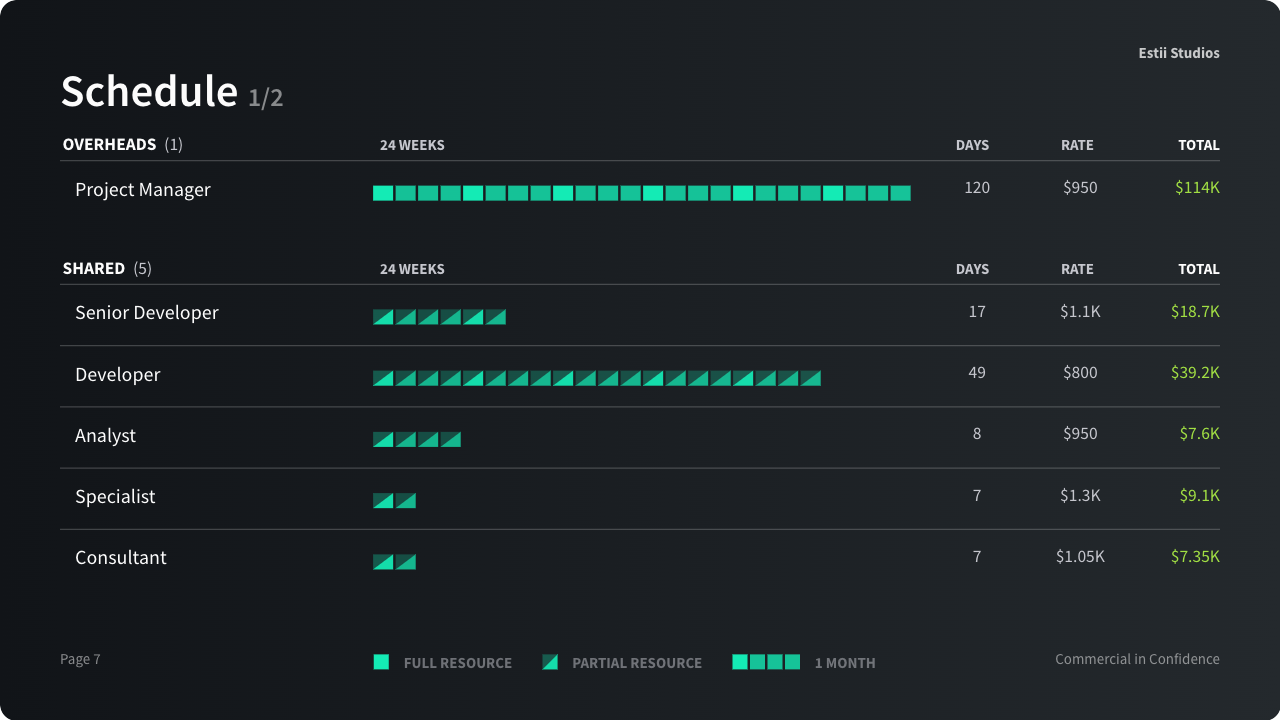 Estii Studios
Schedule 1/2
OVERHEADS (1) 24 WEEKS DAYS RATE TOTAL
Project Manager 120 $950 $114K
SHARED (5) 24 WEEKS DAYS RATE TOTAL
Senior Developer 17 $1.1K $18.7K
Developer 49 $800 $39.2K
Analyst 8 $950 $7.6K
Specialist 7 $1.3K $9.1K
Consultant 7 $1.05K $7.35K
Page 7 FULL RESOURCE PARTIAL RESOURCE 1 MONTH Commercial in Confidence